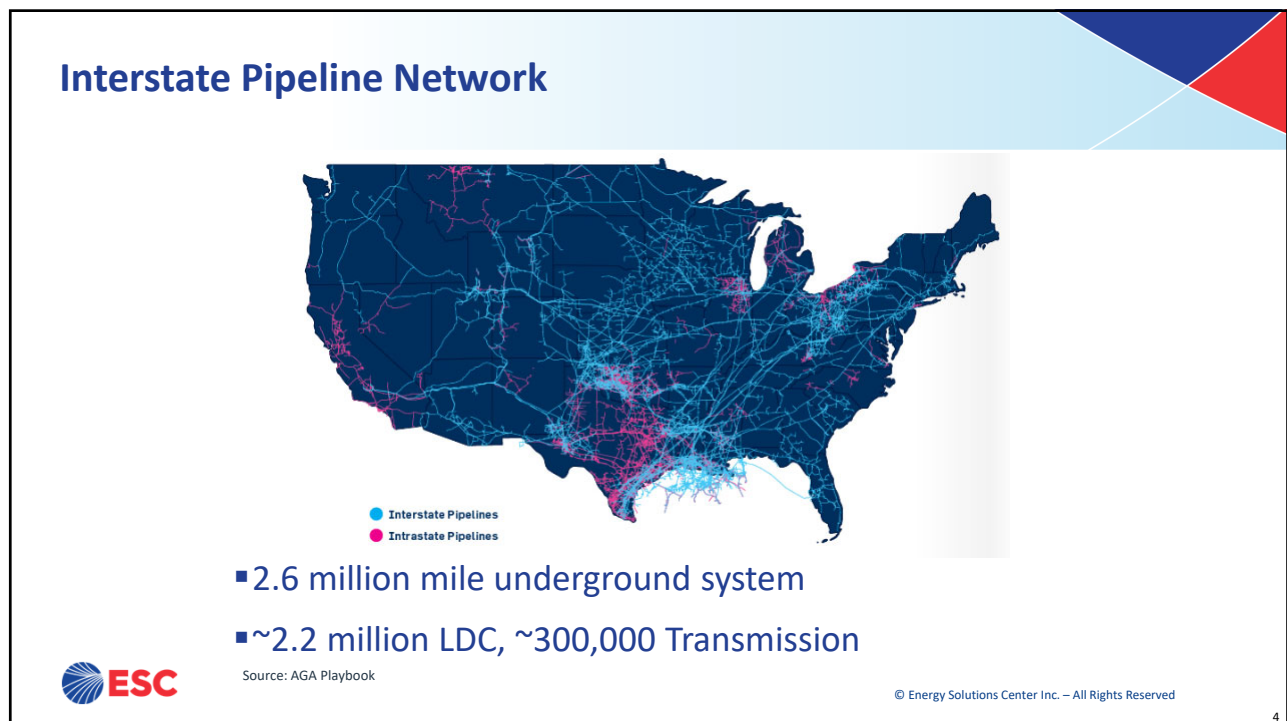 Interstate Pipeline Network
Interstate Pipelines
Intrastate Pipelines
▪2.6 million mile underground system
▪~2.2 million LDC, ~300,000 Transmission
Source: AGA Playbook
ESC
© Energy Solutions Center Inc. – All Rights Reserved
4